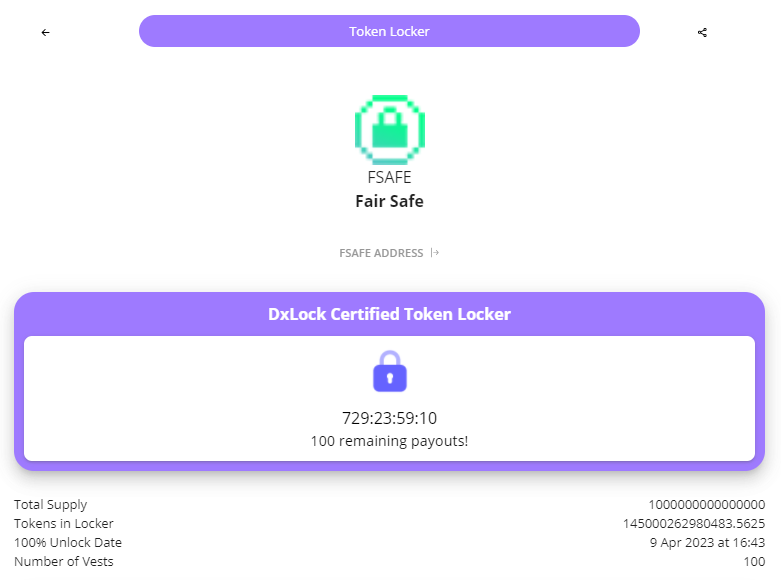 Token Locker
FSAFE
Fair Safe
FSAFE ADDRESS
DxLock Certified Token Locker
729:23:59:10
100 remaining payouts!
Total Supply 1000000000000000
Tokens in Locker 145000262980483.5625
100% Unlock Date 9 Apr 2023 at 16:43
Number of Vests 100